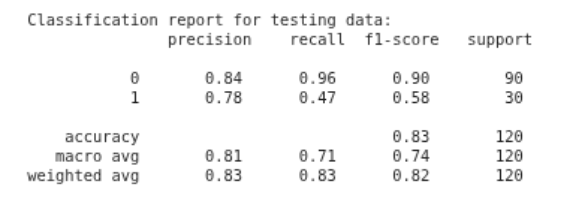 Classification report for testing data:
precision recall f1-score support
0 0.84 0.96 0.90 90
1 0.78 0.47 0.58 30
accuracy 0.83 120
macro avg 0.81 0.71 0.74 120
weighted avg 0.83 0.83 0.82 120